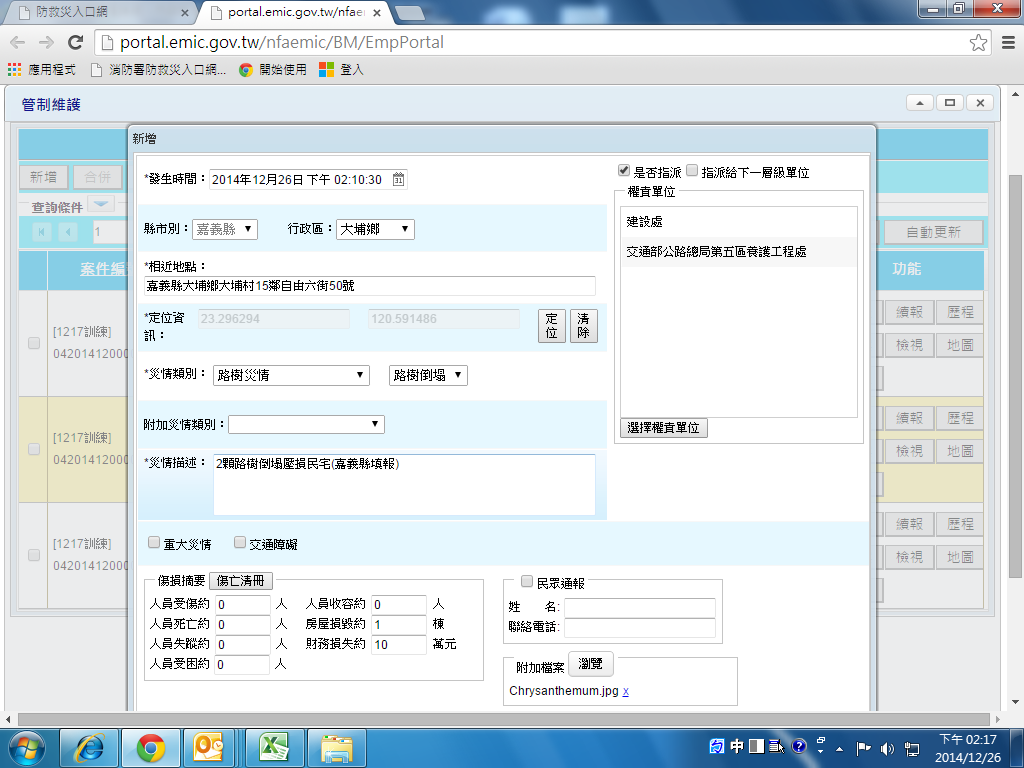 防救災入口網
portal.emic.gov.tw/nfaer
portal.emic.gov.tw/nfaemic/BM/EmpPortal
應用程式
消防署防救災入口網...
開始使用
登入
管制維護
新增
新增
合併
查詢條件
1
自動更新
案件編
功能
[1217訓練]
04201412000
續報
歷程
檢視
地圖
[1217訓練]
04201412000
續報
歷程
檢視
地圖
[1217訓練]
04201412000
續報
歷程
檢視
地圖
*發生時間：
2014年12月26日 下午 02:10:30
31
縣市別：
嘉義縣
行政區：
大埔鄉
*相近地點：
嘉義縣大埔鄉大埔村15鄰自由六街50號
*定位資訊：
23.296294
120.591486
定位
清除
*災情類別：
路樹災情
路樹倒塌
附加災情類別：
*災情描述：
2顆路樹倒塌壓損民宅(嘉義縣填報)
重大災情
交通障礙
是否指派
指派給下一層級單位
權責單位
建設處
交通部公路總局第五區養護工程處
選擇權責單位
傷損摘要
傷亡清冊
人員受傷約 0 人
人員收容約 0 人
人員死亡約 0 人
房屋損毀約 1 棟
人員失蹤約 0 人
財務損失約 10 萬元
人員受困約 0 人
民眾通報
姓 名:
聯絡電話:
附加檔案
瀏覽
Chrysanthemum.jpg x
中
下午 02:17
2014/12/26